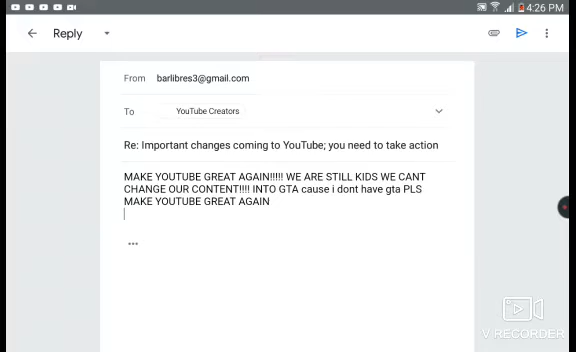 4:26 PM
Reply
From barlibres3@gmail.com
To YouTube Creators
Re: Important changes coming to YouTube; you need to take action
MAKE YOUTUBE GREAT AGAIN!!!!! WE ARE STILL KIDS WE CANT
CHANGE OUR CONTENT!!!! INTO GTA cause i dont have gta PLS
MAKE YOUTUBE GREAT AGAIN
V RECORDER